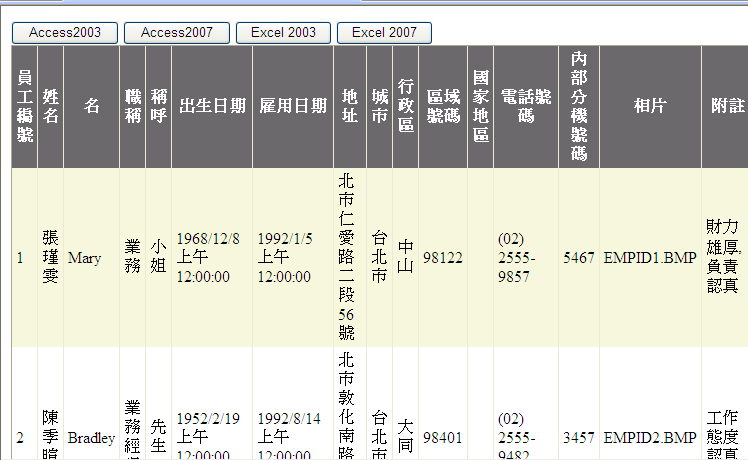 Access2003 Access2007 Excel 2003 Excel 2007
員工編號 姓名 名 職稱 稱呼 出生日期 雇用日期 地址 城市 行政區 區域號碼 國家地區 電話號碼 內部分機號碼 相片 附註
1 張瑾雯 Mary 業務 小姐 1968/12/8 上午 12:00:00 1992/1/5 上午 12:00:00 北市仁愛路二段56號 台北市 中山 98122 (02) 2555-9857 5467 EMPID1.BMP 財力雄厚,負責認真
2 陳季暄 Bradley 業務經 先生 1952/2/19 上午 12:00:00 1992/8/14 上午 12:00:00 北市敦化南路 台北市 大同 98401 (02) 2555-9482 3457 EMPID2.BMP 工作態度認真